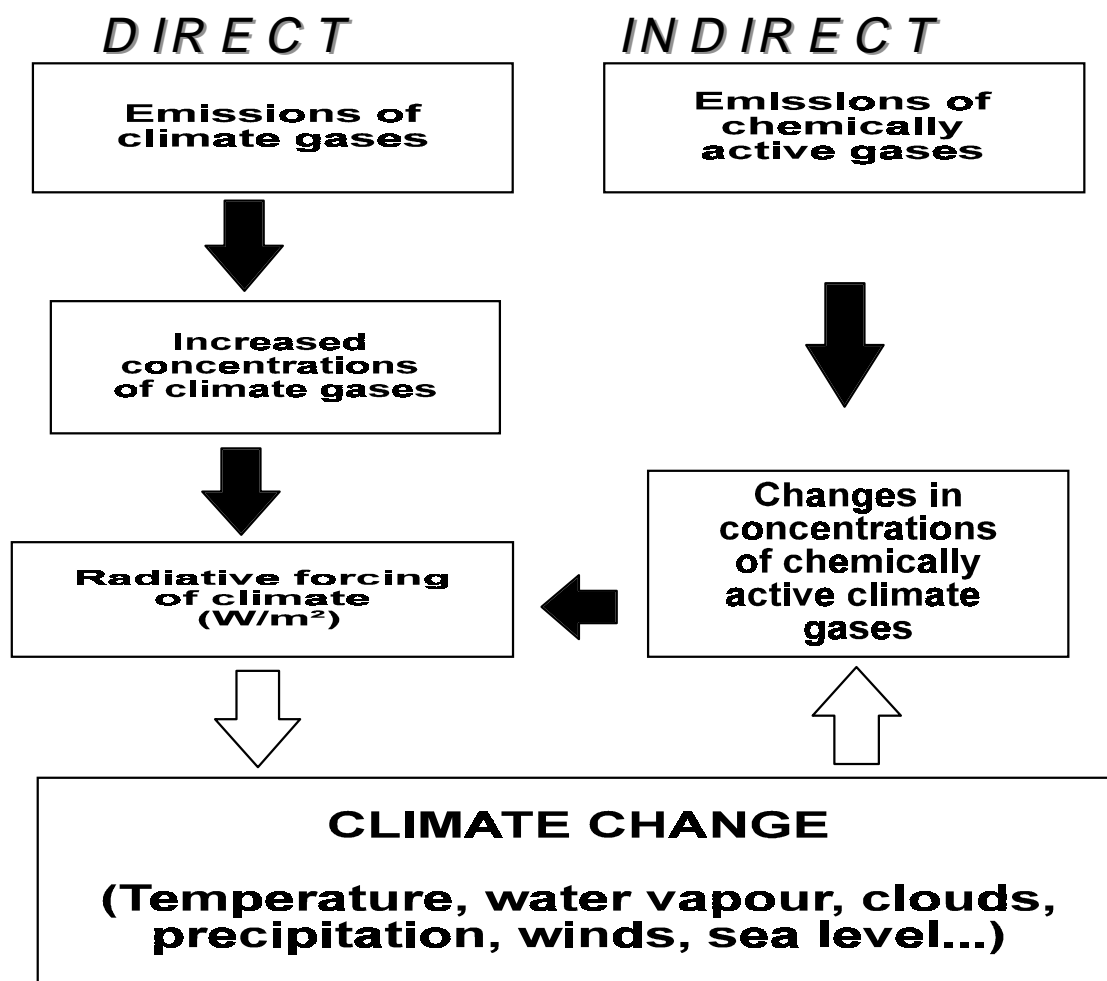 DIRECT
INDIRECT
Emissions of
climate gases
Emissions of
chemically
active gases
Increased
concentrations
of climate gases
Changes in
concentrations
of chemically
active climate
gases
Radiative forcing
of climate
(W/m²)
CLIMATE CHANGE
(Temperature, water vapour, clouds,
precipitation, winds, sea level...)